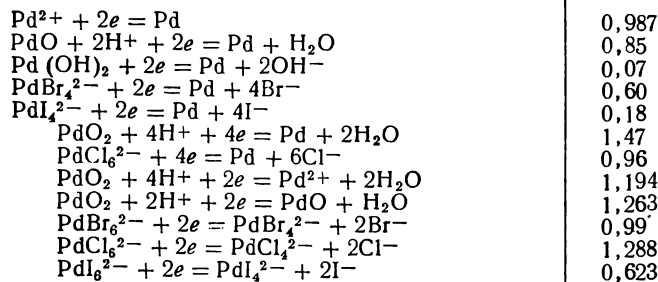 Pd²⁺ + 2e = Pd 0,987
PdO + 2H⁺ + 2e = Pd + H₂O 0,85
Pd (OH)₂ + 2e = Pd + 2OH⁻ 0,07
PdBr₄²⁻ + 2e = Pd + 4Br⁻ 0,60
PdI₄²⁻ + 2e = Pd + 4I⁻ 0,18
PdO₂ + 4H⁺ + 4e = Pd + 2H₂O 1,47
PdCl₆²⁻ + 4e = Pd + 6Cl⁻ 0,96
PdO₂ + 4H⁺ + 2e = Pd²⁺ + 2H₂O 1,194
PdO₂ + 2H⁺ + 2e = PdO + H₂O 1,263
PdBr₆²⁻ + 2e = PdBr₄²⁻ + 2Br⁻ 0,99
PdCl₆²⁻ + 2e = PdCl₄²⁻ + 2Cl⁻ 1,288
PdI₆²⁻ + 2e = PdI₄²⁻ + 2I⁻ 0,623